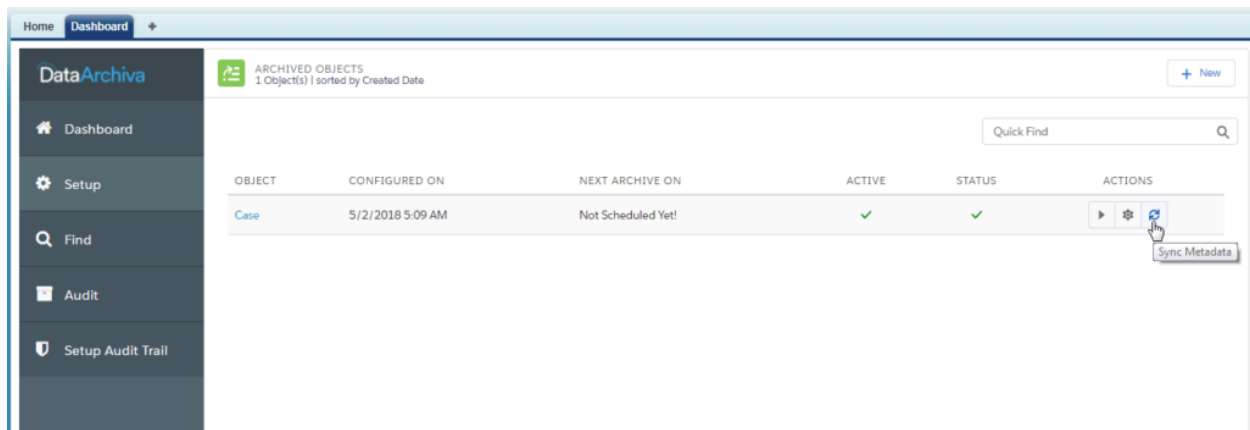 Home Dashboard +
DataArchiva
ARCHIVED OBJECTS
1 Object(s) | sorted by Created Date
+ New
Dashboard
Quick Find
Setup
OBJECT CONFIGURED ON NEXT ARCHIVE ON ACTIVE STATUS ACTIONS
Case 5/2/2018 5:09 AM Not Scheduled Yet!
Find
Sync Metadata
Audit
Setup Audit Trail